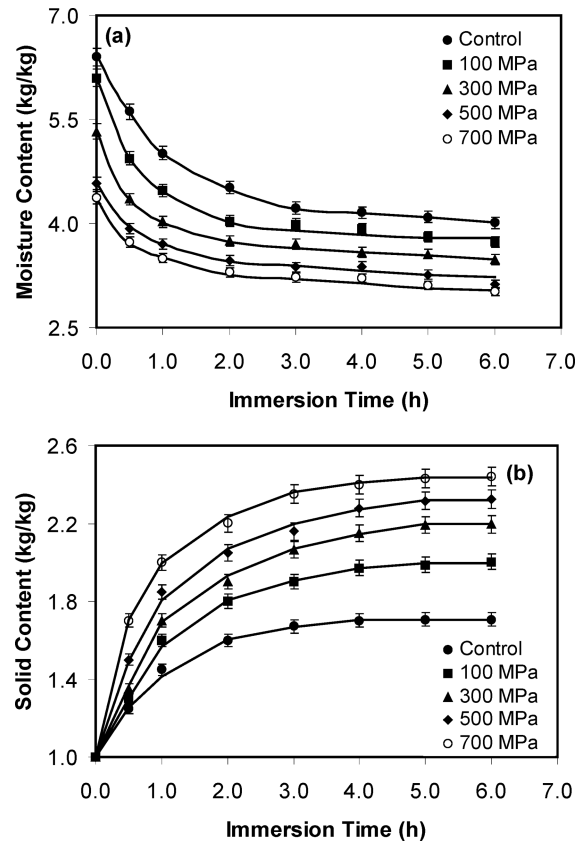 (a)
Moisture Content (kg/kg)
7.0
5.5
4.0
2.5
Control
100 MPa
300 MPa
500 MPa
700 MPa
0.0 1.0 2.0 3.0 4.0 5.0 6.0 7.0
Immersion Time (h)
(b)
Solid Content (kg/kg)
2.6
2.2
1.8
1.4
1.0
Control
100 MPa
300 MPa
500 MPa
700 MPa
0.0 1.0 2.0 3.0 4.0 5.0 6.0 7.0
Immersion Time (h)